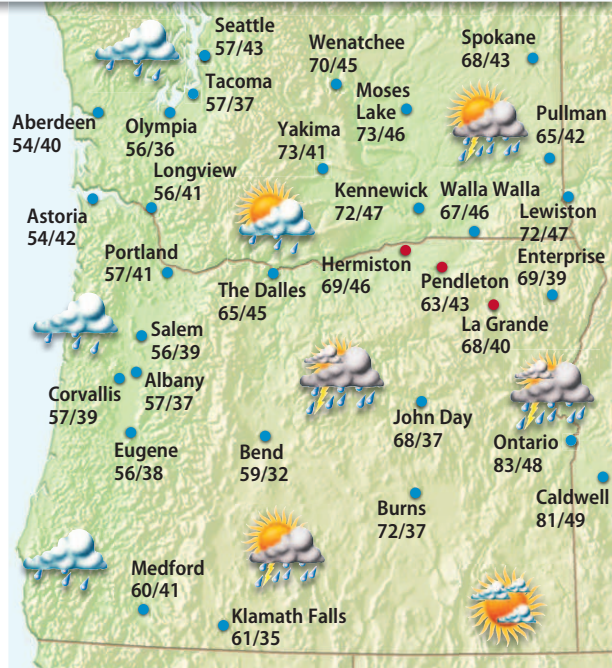 Seattle
57/43
Wenatchee
70/45
Spokane
68/43
Tacoma
57/37
Moses
Lake
73/46
Pullman
65/42
Aberdeen
54/40
Olympia
56/36
Yakima
73/41
Longview
56/41
Kennewick
72/47
Walla Walla
67/46
Lewiston
72/47
Astoria
54/42
Portland
57/41
The Dalles
65/45
Hermiston
69/46
Pendleton
63/43
Enterprise
69/39
La Grande
68/40
Salem
56/39
Corvallis
57/39
Albany
57/37
John Day
68/37
Eugene
56/38
Bend
59/32
Ontario
83/48
Burns
72/37
Caldwell
81/49
Medford
60/41
Klamath Falls
61/35